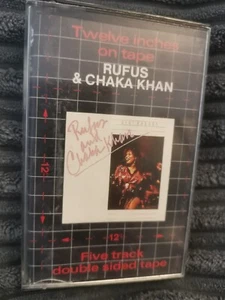 Twelve inches
on tape
RUFUS
& CHAKA KHAN
Rufus
and
Chaka Khan
12"
12"
Five track
double sided tape